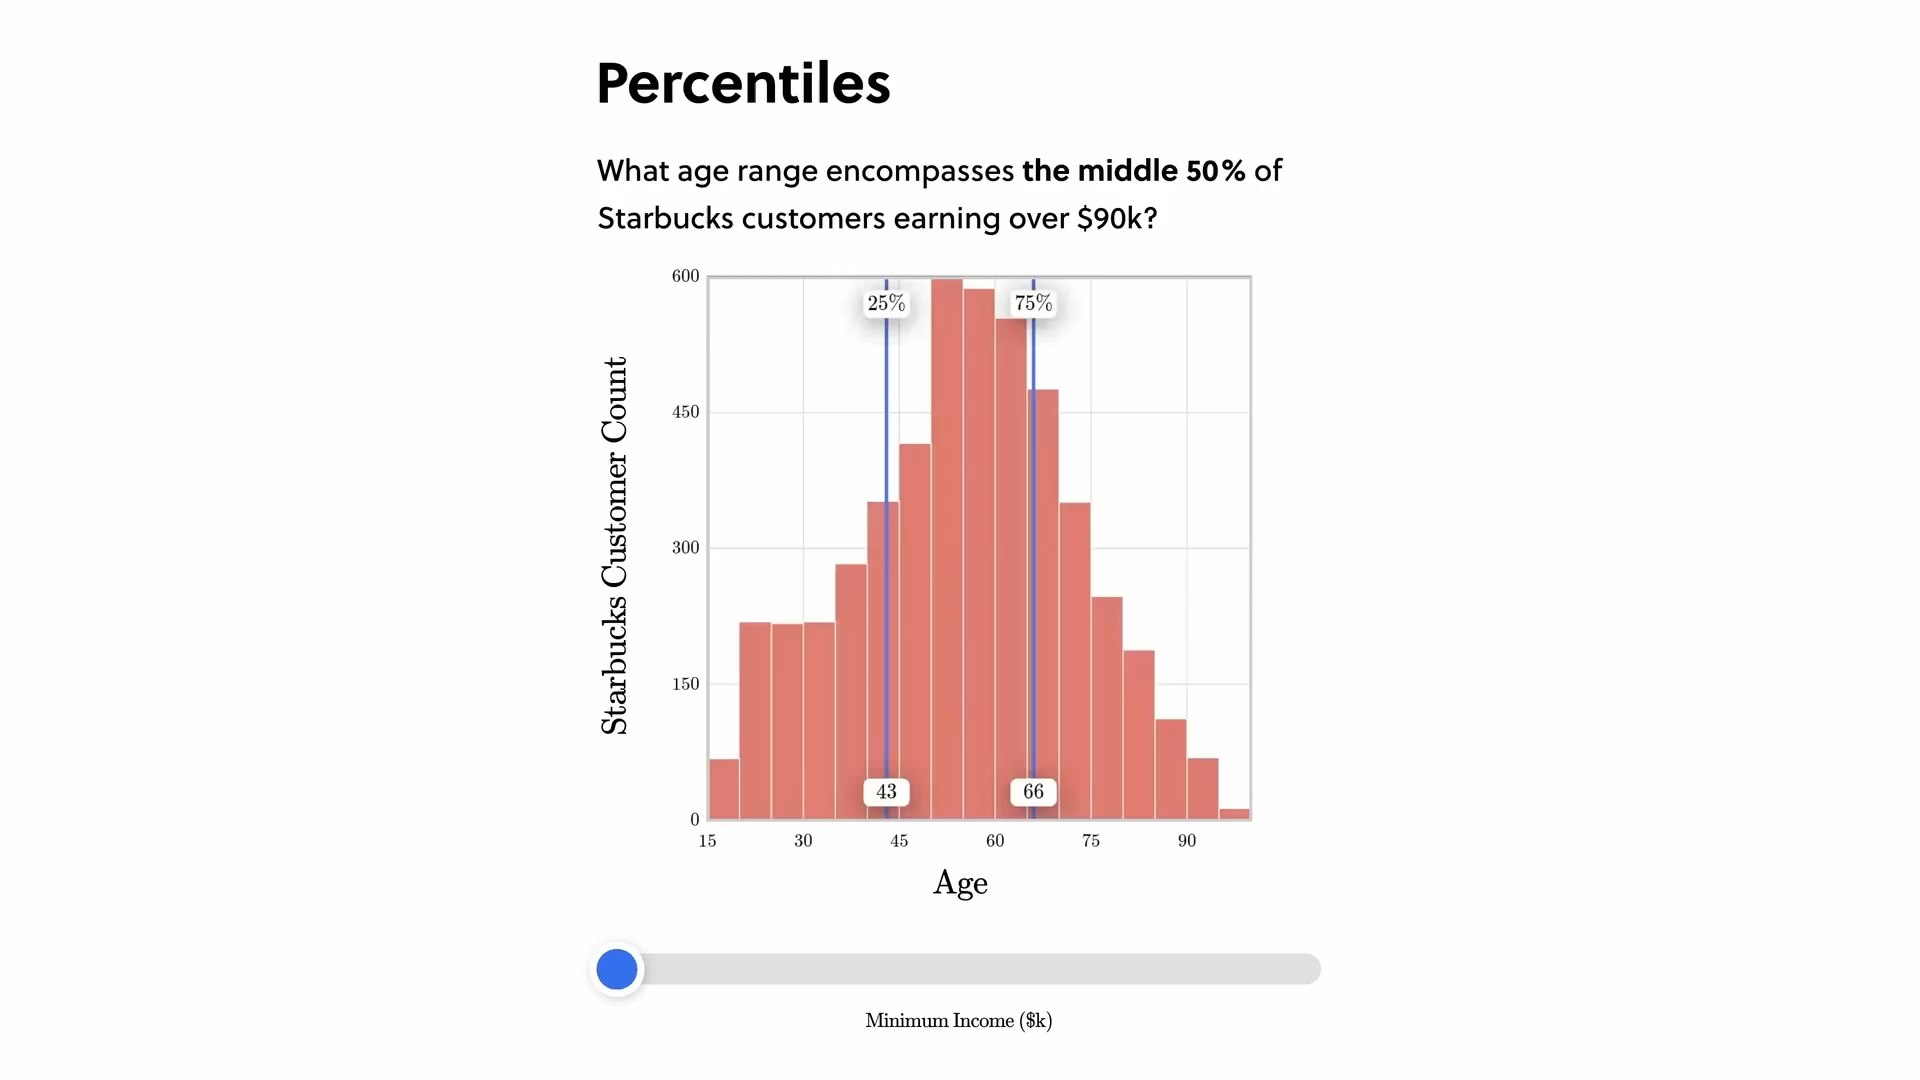 Percentiles
What age range encompasses the middle 50% of
Starbucks customers earning over $90k?
600
450
300
150
0
Starbucks Customer Count
25%
75%
43
66
15 30 45 60 75 90
Age
Minimum Income ($k)